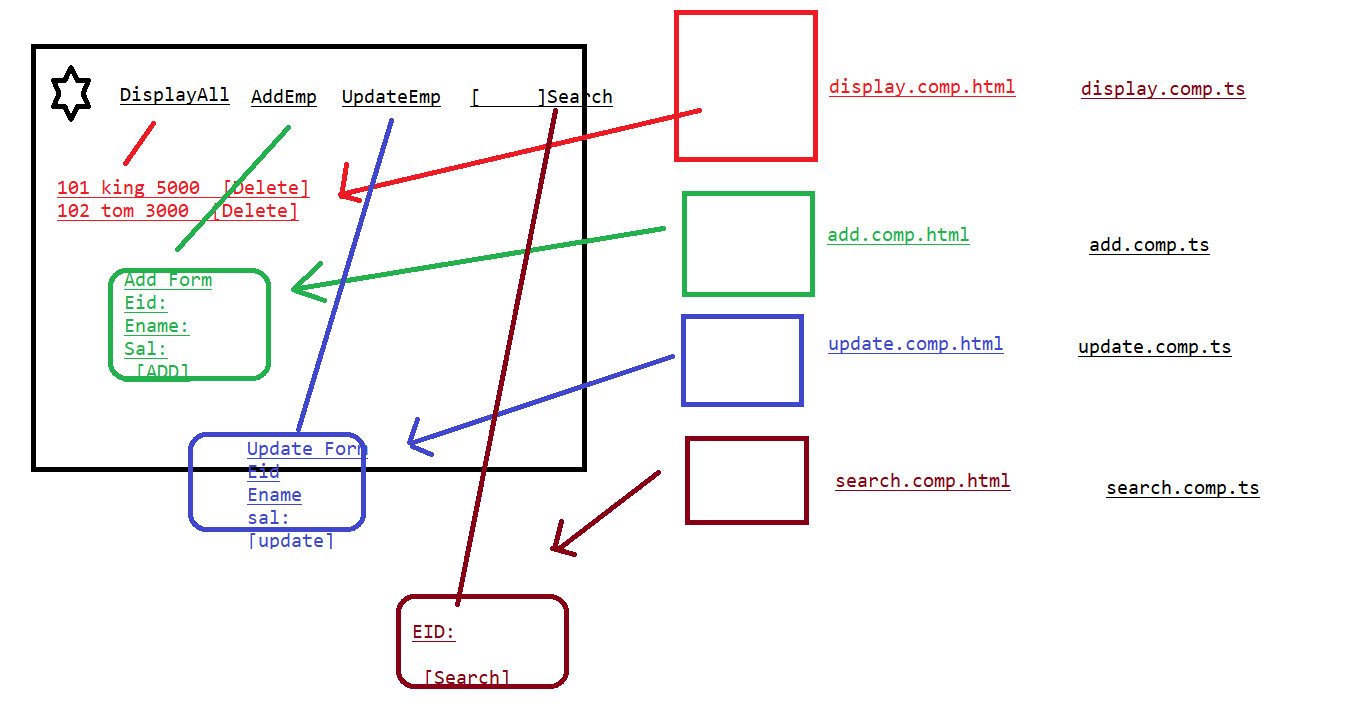 DisplayAll AddEmp UpdateEmp [ ]Search
101 king 5000 [Delete]
102 tom 3000 [Delete]
Add Form
Eid:
Ename:
Sal:
[ADD]
Update Form
Eid
Ename
sal:
[update]
EID:
[Search]
display.comp.html display.comp.ts
add.comp.html add.comp.ts
update.comp.html update.comp.ts
search.comp.html search.comp.ts